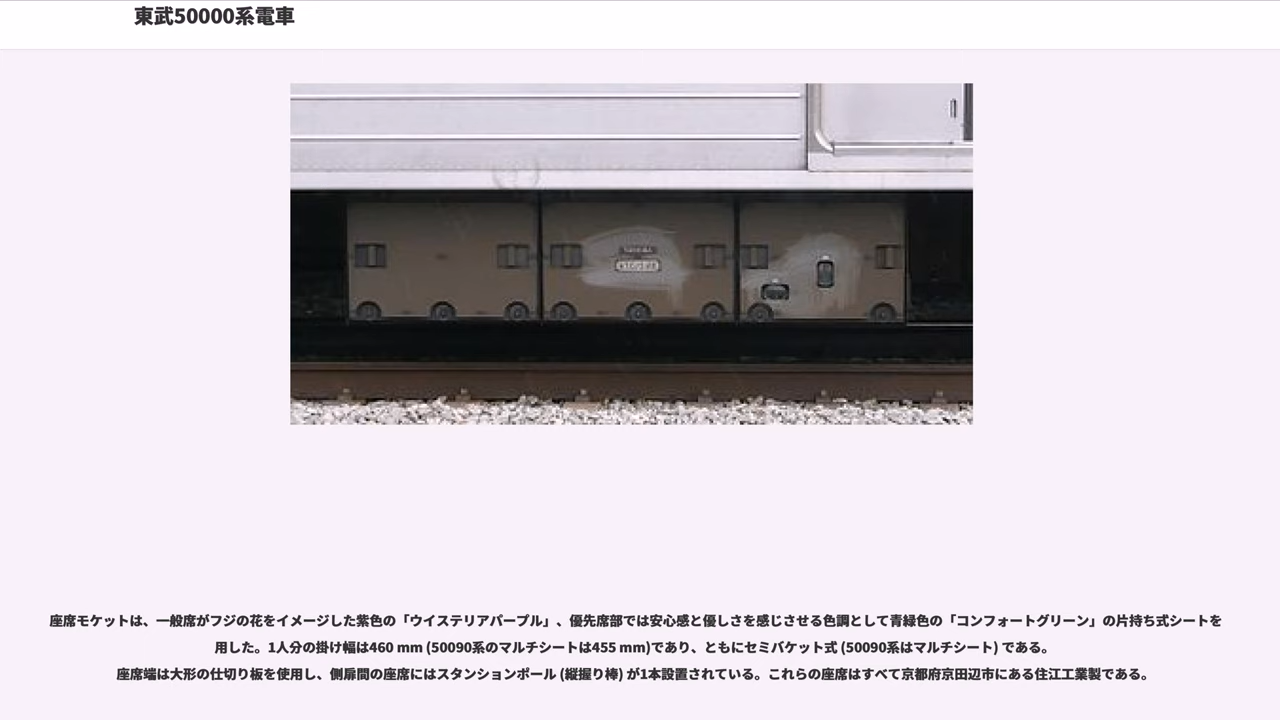 東武50000系電車
座席モケットは、一般席がフジの花をイメージした紫色の「ウイステリアパープル」、優先席部では安心感と優しさを感じさせる色調として青緑色の「コンフォートグリーン」の片持ち式シートを
用した。1人分の掛け幅は460 mm (50090系のマルチシートは455 mm)であり、ともにセミバケット式 (50090系はマルチシート) である。
座席端は大形の仕切り板を使用し、側扉間の座席にはスタンションポール (縦握り棒) が1本設置されている。これらの座席はすべて京都府京田辺市にある住江工業製である。